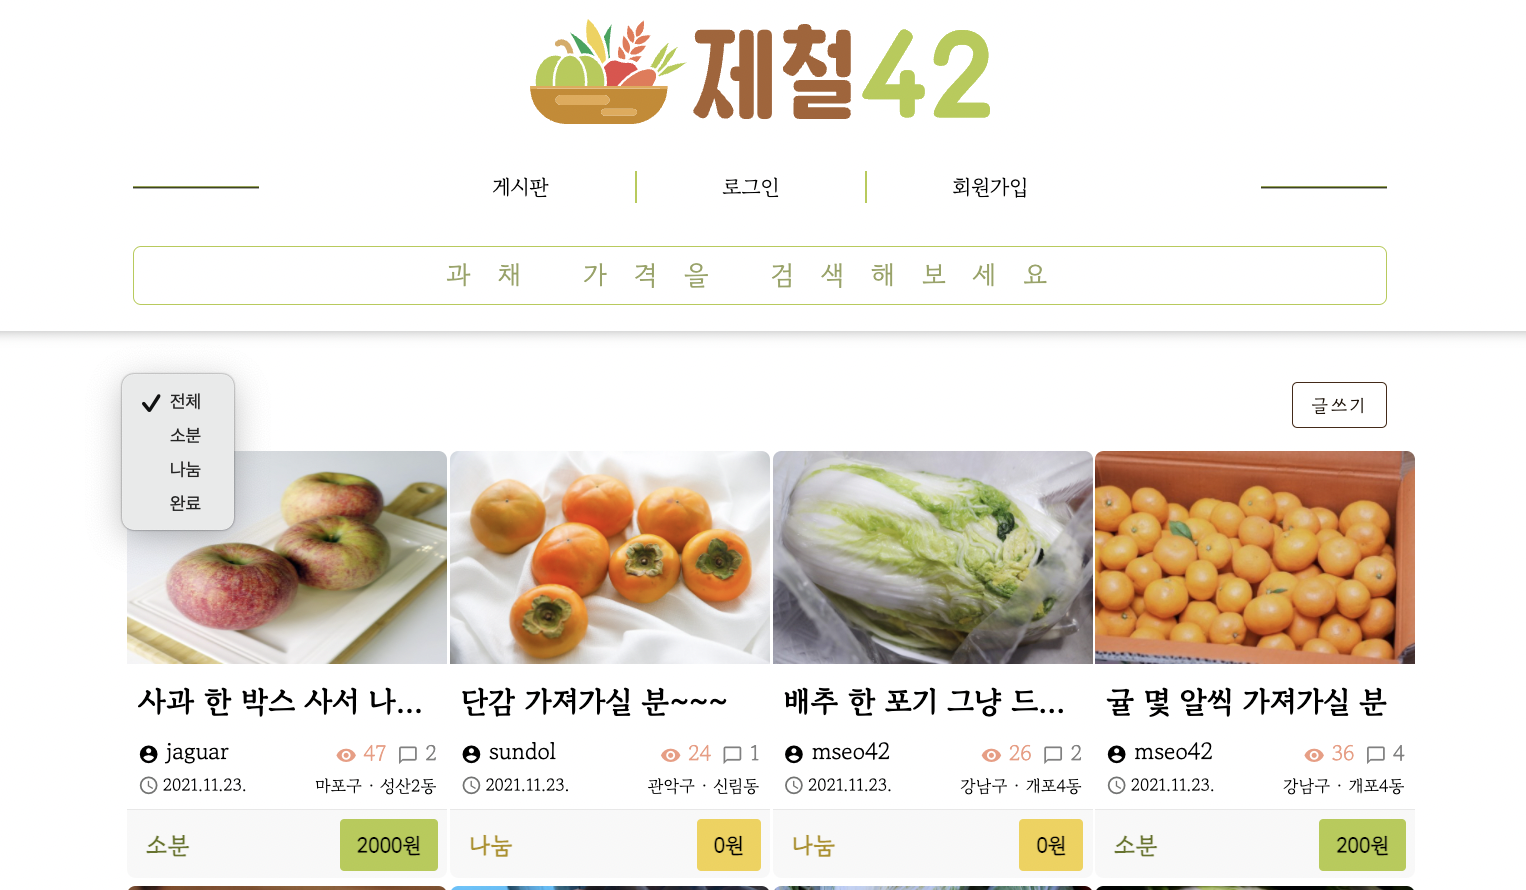 제철42
게시판 로그인 회원가입
과채 가격을 검색해보세요
전체
소분
나눔
완료
글쓰기
사과 한 박스 사서 나...
jaguar 47 2
2021.11.23. 마포구 · 성산2동
소분 2000원
단감 가져가실 분~~~
sundol 24 1
2021.11.23. 관악구 · 신림동
나눔 0원
배추 한 포기 그냥 드...
mseo42 26 2
2021.11.23. 강남구 · 개포4동
나눔 0원
귤 몇 알씩 가져가실 분
mseo42 36 4
2021.11.23. 강남구 · 개포4동
소분 200원